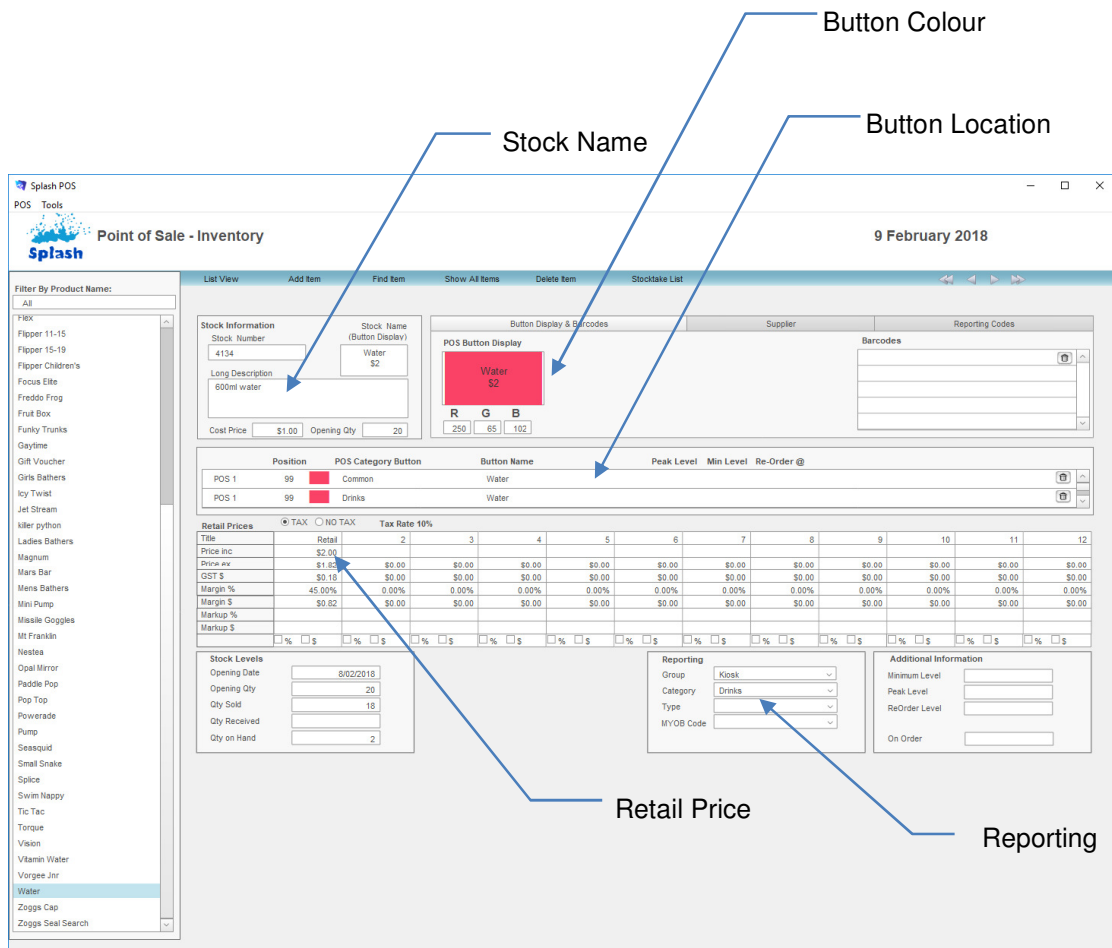 Button Colour
Button Location
Stock Name
Splash POS
POS Tools
Splash
Point of Sale - Inventory
9 February 2018
List View Add Item Find Item Show All Items Delete Item Stocktake List
Filter By Product Name:
All
Flex
Flipper 11-15
Flipper 15-19
Flipper Children's
Focus Elite
Freddo Frog
Fruit Box
Funky Trunks
Gaytime
Gift Voucher
Girls Bathers
Icy Twist
Jet Stream
killer python
Ladies Bathers
Magnum
Mars Bar
Mens Bathers
Mini Pump
Missile Goggles
Mt Franklin
Nestea
Opal Mirror
Paddle Pop
Pop Top
Powerade
Pump
Seasquid
Small Snake
Splice
Swim Nappy
Tic Tac
Torque
Vision
Vitamin Water
Vorgee Jnr
Water
Zoggs Cap
Zoggs Seal Search
Stock Information
Stock Name
(Button Display)
Stock Number
4134
Water
$2
Long Description
600ml water
Cost Price $1.00 Opening Qty 20
Button Display & Barcodes Supplier Reporting Codes
POS Button Display
Water
$2
R G B
250 65 102
Barcodes
Position POS Category Button Button Name Peak Level Min Level Re-Order @
POS 1 99 Common Water
POS 1 99 Drinks Water
Retail Prices TAX NO TAX Tax Rate 10%
Title Retail 2 3 4 5 6 7 8 9 10 11 12
Price inc $2.00
Price ex $1.82 $0.00 $0.00 $0.00 $0.00 $0.00 $0.00 $0.00 $0.00 $0.00 $0.00 $0.00
GST $ $0.18 $0.00 $0.00 $0.00 $0.00 $0.00 $0.00 $0.00 $0.00 $0.00 $0.00 $0.00
Margin % 45.00% 0.00% 0.00% 0.00% 0.00% 0.00% 0.00% 0.00% 0.00% 0.00% 0.00% 0.00%
Margin $ $0.82 $0.00 $0.00 $0.00 $0.00 $0.00 $0.00 $0.00 $0.00 $0.00 $0.00 $0.00
Markup %
Markup $
% $ % $ % $ % $ % $ % $ % $ % $ % $ % $ % $ % $
Stock Levels
Opening Date 8/02/2018
Opening Qty 20
Qty Sold 18
Qty Received
Qty on Hand 2
Reporting
Group Kiosk
Category Drinks
Type
MYOB Code
Additional Information
Minimum Level
Peak Level
ReOrder Level
On Order
Retail Price
Reporting